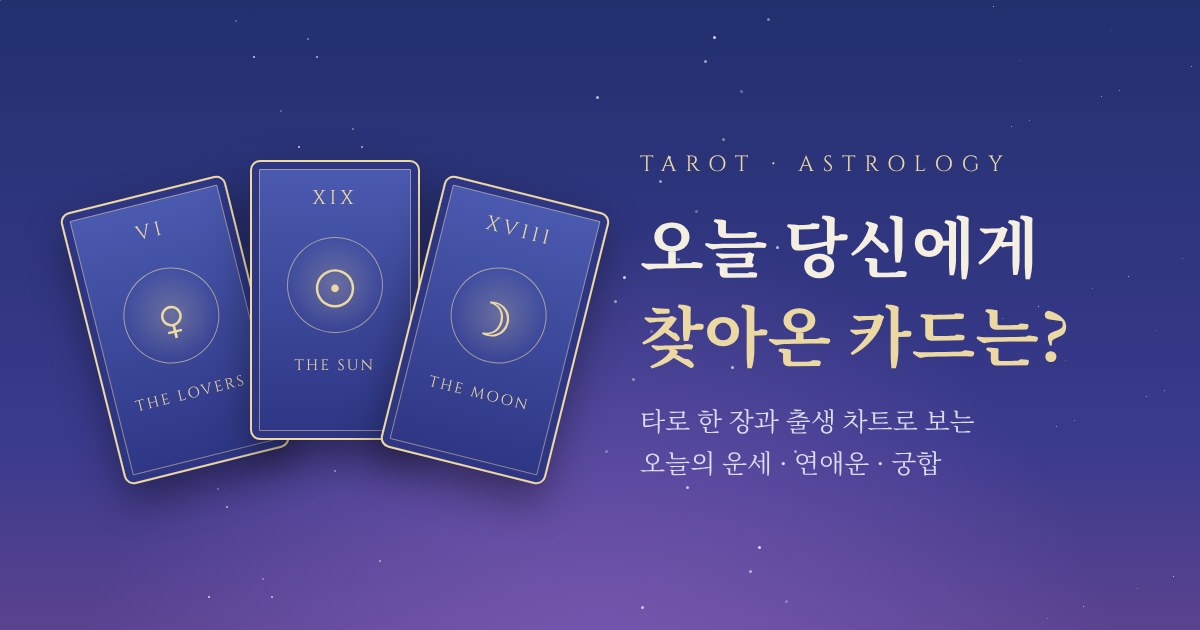 VI
THE LOVERS
XIX
THE SUN
XVIII
THE MOON
TAROT · ASTROLOGY
오늘 당신에게
찾아온 카드는?
타로 한 장과 출생 차트로 보는
오늘의 운세 · 연애운 · 궁합